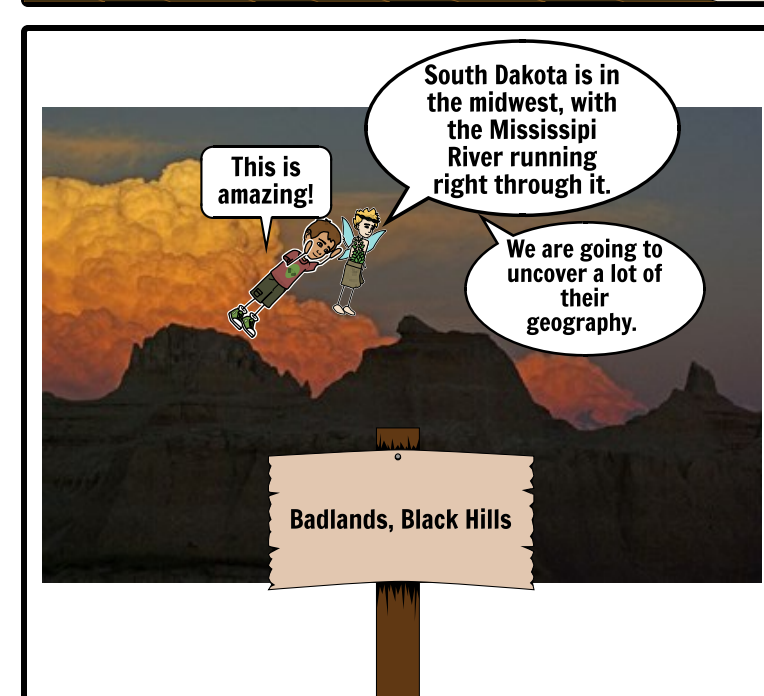 South Dakota is in
the midwest, with
the Mississipi
River running
right through it.
This is
amazing!
We are going to
uncover a lot of
their
geography.
Badlands, Black Hills